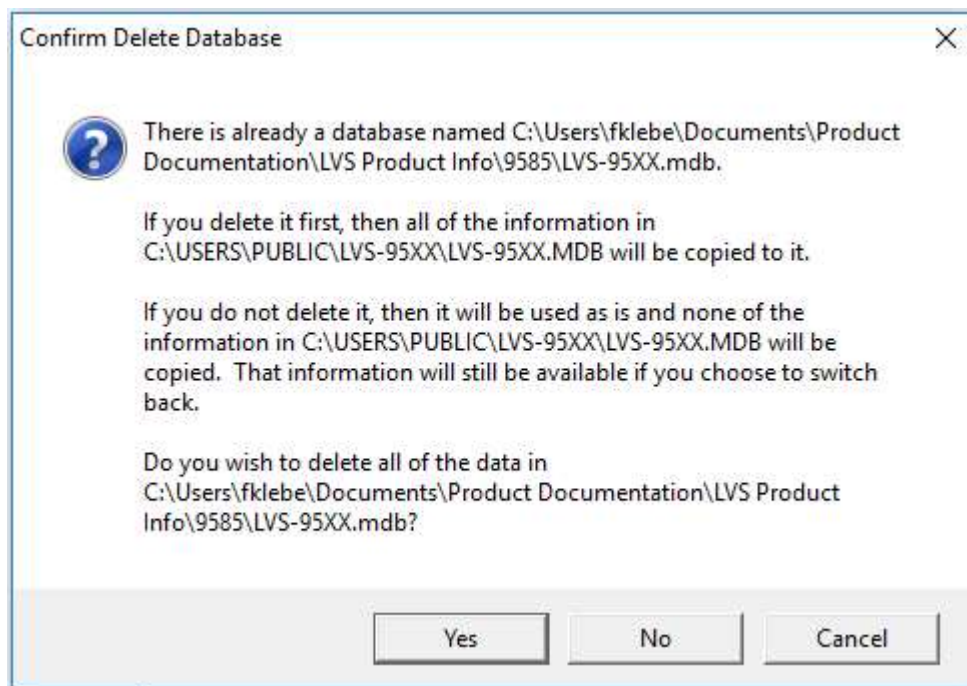 Confirm Delete Database
There is already a database named C:\Users\fklebe\Documents\Product
Documentation\LVS Product Info\9585\LVS-95XX.mdb.
If you delete it first, then all of the information in
C:\USERS\PUBLIC\LVS-95XX\LVS-95XX.MDB will be copied to it.
If you do not delete it, then it will be used as is and none of the
information in C:\USERS\PUBLIC\LVS-95XX\LVS-95XX.MDB will be
copied.  That information will still be available if you choose to switch
back.
Do you wish to delete all of the data in
C:\Users\fklebe\Documents\Product Documentation\LVS Product
Info\9585\LVS-95XX.mdb?
Yes
No
Cancel